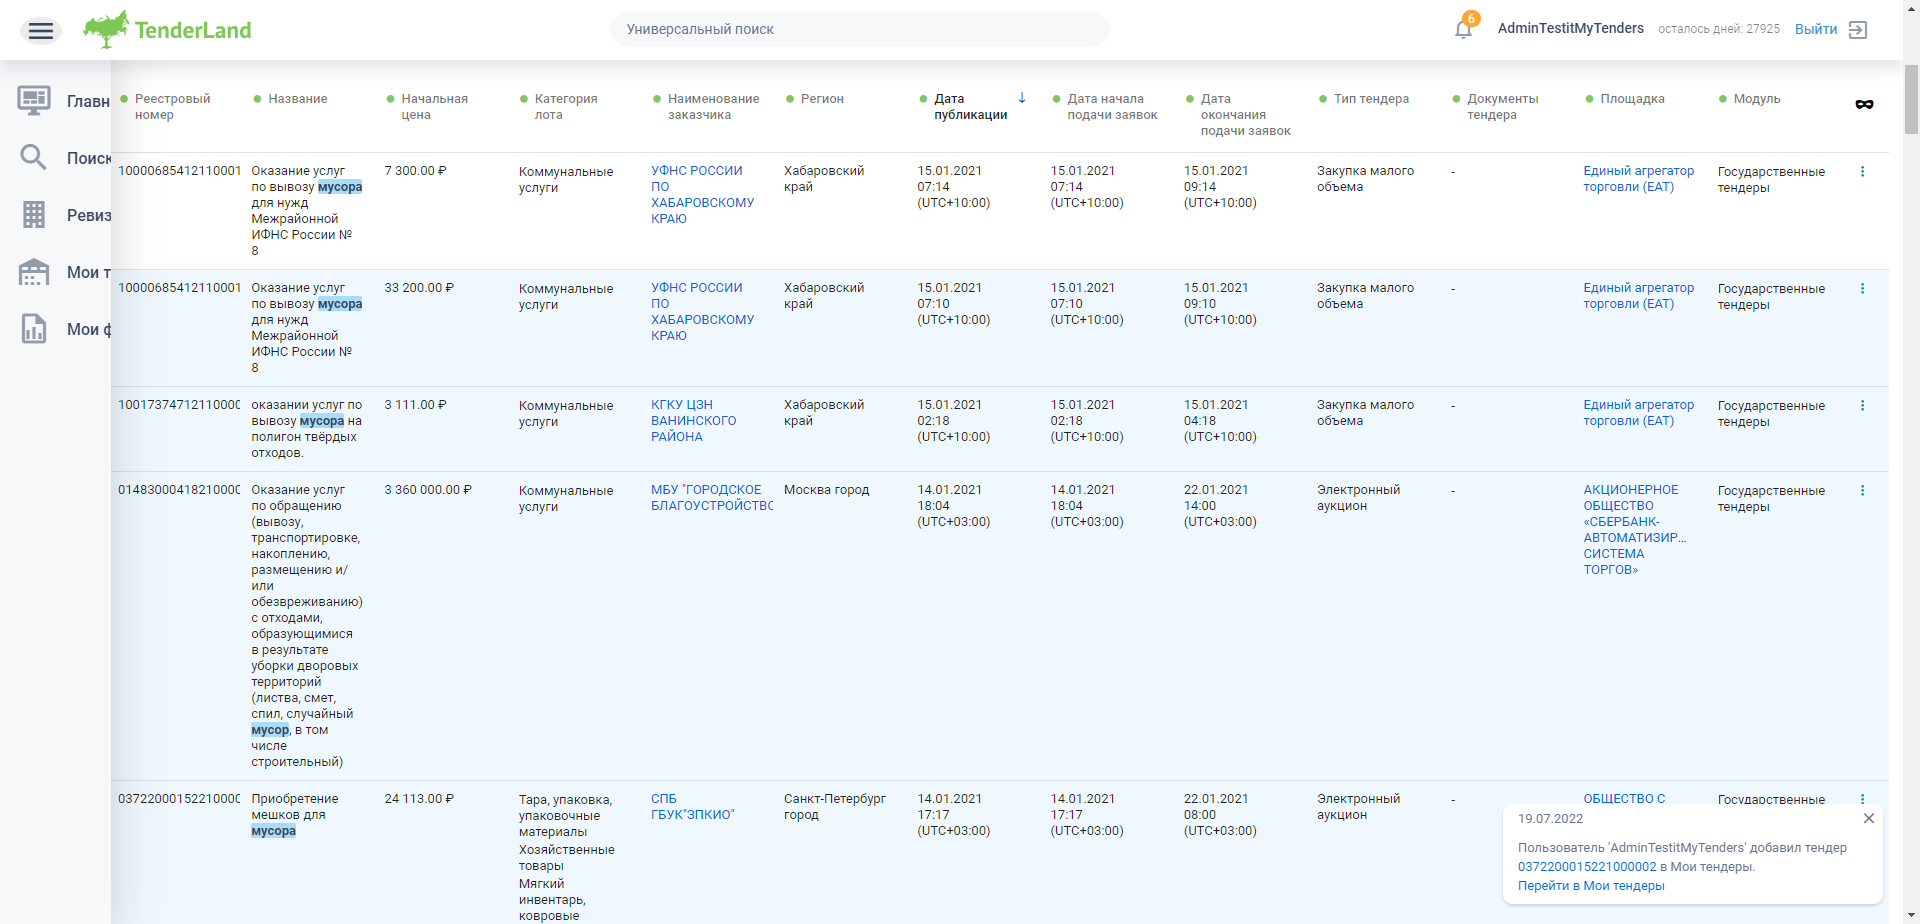 TenderLand
Универсальный поиск
6
AdminTestitMyTenders
осталось дней: 27925
Выйти
Главн
Поиск
Ревиз
Мои т
Мои ф
Реестровый
номер
Название
Начальная
цена
Категория
лота
Наименование
заказчика
Регион
Дата
публикации
Дата начала
подачи заявок
Дата
окончания
подачи заявок
Тип тендера
Документы
тендера
Площадка
Модуль
10000685412110001
Оказание услуг
по вывозу мусора
для нужд
Межрайонной
ИФНС России №
8
7 300.00 ₽
Коммунальные
услуги
УФНС РОССИИ
ПО
ХАБАРОВСКОМУ
КРАЮ
Хабаровский
край
15.01.2021
07:14
(UTC+10:00)
15.01.2021
07:14
(UTC+10:00)
15.01.2021
09:14
(UTC+10:00)
Закупка малого
объема
-
Единый агрегатор
торговли (ЕАТ)
Государственные
тендеры
10000685412110001
Оказание услуг
по вывозу мусора
для нужд
Межрайонной
ИФНС России №
8
33 200.00 ₽
Коммунальные
услуги
УФНС РОССИИ
ПО
ХАБАРОВСКОМУ
КРАЮ
Хабаровский
край
15.01.2021
07:10
(UTC+10:00)
15.01.2021
07:10
(UTC+10:00)
15.01.2021
09:10
(UTC+10:00)
Закупка малого
объема
-
Единый агрегатор
торговли (ЕАТ)
Государственные
тендеры
10017374712110000
оказании услуг по
вывозу мусора на
полигон твёрдых
отходов.
3 111.00 ₽
Коммунальные
услуги
КГКУ ЦЗН
ВАНИНСКОГО
РАЙОНА
Хабаровский
край
15.01.2021
02:18
(UTC+10:00)
15.01.2021
02:18
(UTC+10:00)
15.01.2021
04:18
(UTC+10:00)
Закупка малого
объема
-
Единый агрегатор
торговли (ЕАТ)
Государственные
тендеры
01483000418210000
Оказание услуг
по обращению
(вывозу,
транспортировке,
накоплению,
размещению и/
или
обезвреживанию)
с отходами,
образующимися
в результате
уборки дворовых
территорий
(листва, смет,
спил, случайный
мусор, в том
числе
строительный)
3 360 000.00 ₽
Коммунальные
услуги
МБУ "ГОРОДСКОЕ
БЛАГОУСТРОЙСТВО
Москва город
14.01.2021
18:04
(UTC+03:00)
14.01.2021
18:04
(UTC+03:00)
22.01.2021
14:00
(UTC+03:00)
Электронный
аукцион
-
АКЦИОНЕРНОЕ
ОБЩЕСТВО
«СБЕРБАНК-
АВТОМАТИЗИР...
СИСТЕМА
ТОРГОВ»
Государственные
тендеры
03722000152210000
Приобретение
мешков для
мусора
24 113.00 ₽
Тара, упаковка,
упаковочные
материалы
Хозяйственные
товары
Мягкий
инвентарь,
ковровые
СПБ
ГБУК"ЗПКИО"
Санкт-Петербург
город
14.01.2021
17:17
(UTC+03:00)
14.01.2021
17:17
(UTC+03:00)
22.01.2021
08:00
(UTC+03:00)
Электронный
аукцион
-
ОБЩЕСТВО С
Государственные
19.07.2022
Пользователь 'AdminTestitMyTenders' добавил тендер
0372200015221000002 в Мои тендеры.
Перейти в Мои тендеры